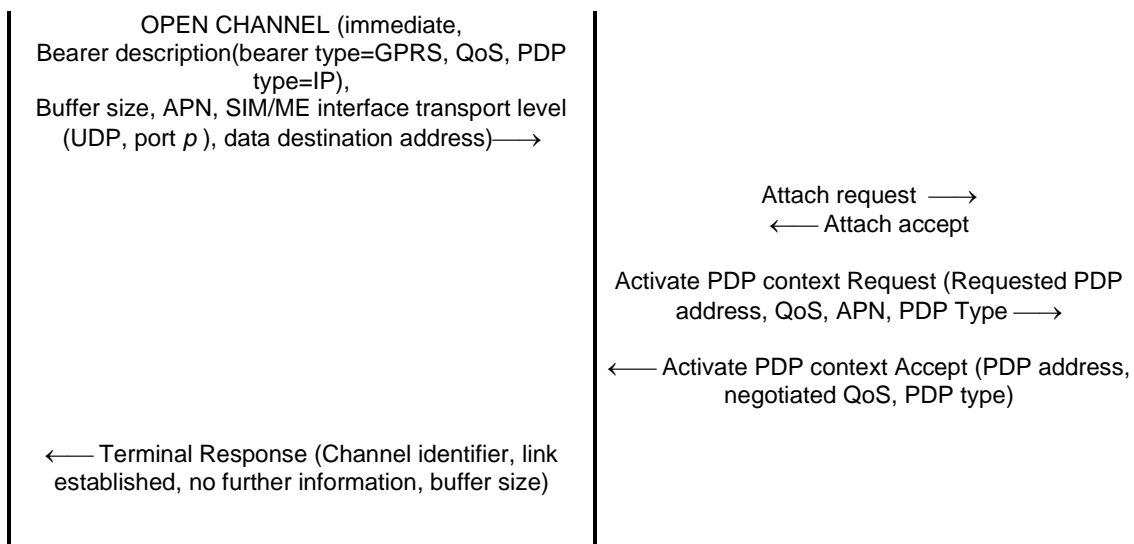 OPEN CHANNEL (immediate,
Bearer description(bearer type=GPRS, QoS, PDP
type=IP),
Buffer size, APN, SIM/ME interface transport level
(UDP, port p ), data destination address)⟶
Attach request ⟶
⟵ Attach accept
Activate PDP context Request (Requested PDP
address, QoS, APN, PDP Type ⟶
⟵ Activate PDP context Accept (PDP address,
negotiated QoS, PDP type)
⟵ Terminal Response (Channel identifier, link
established, no further information, buffer size)